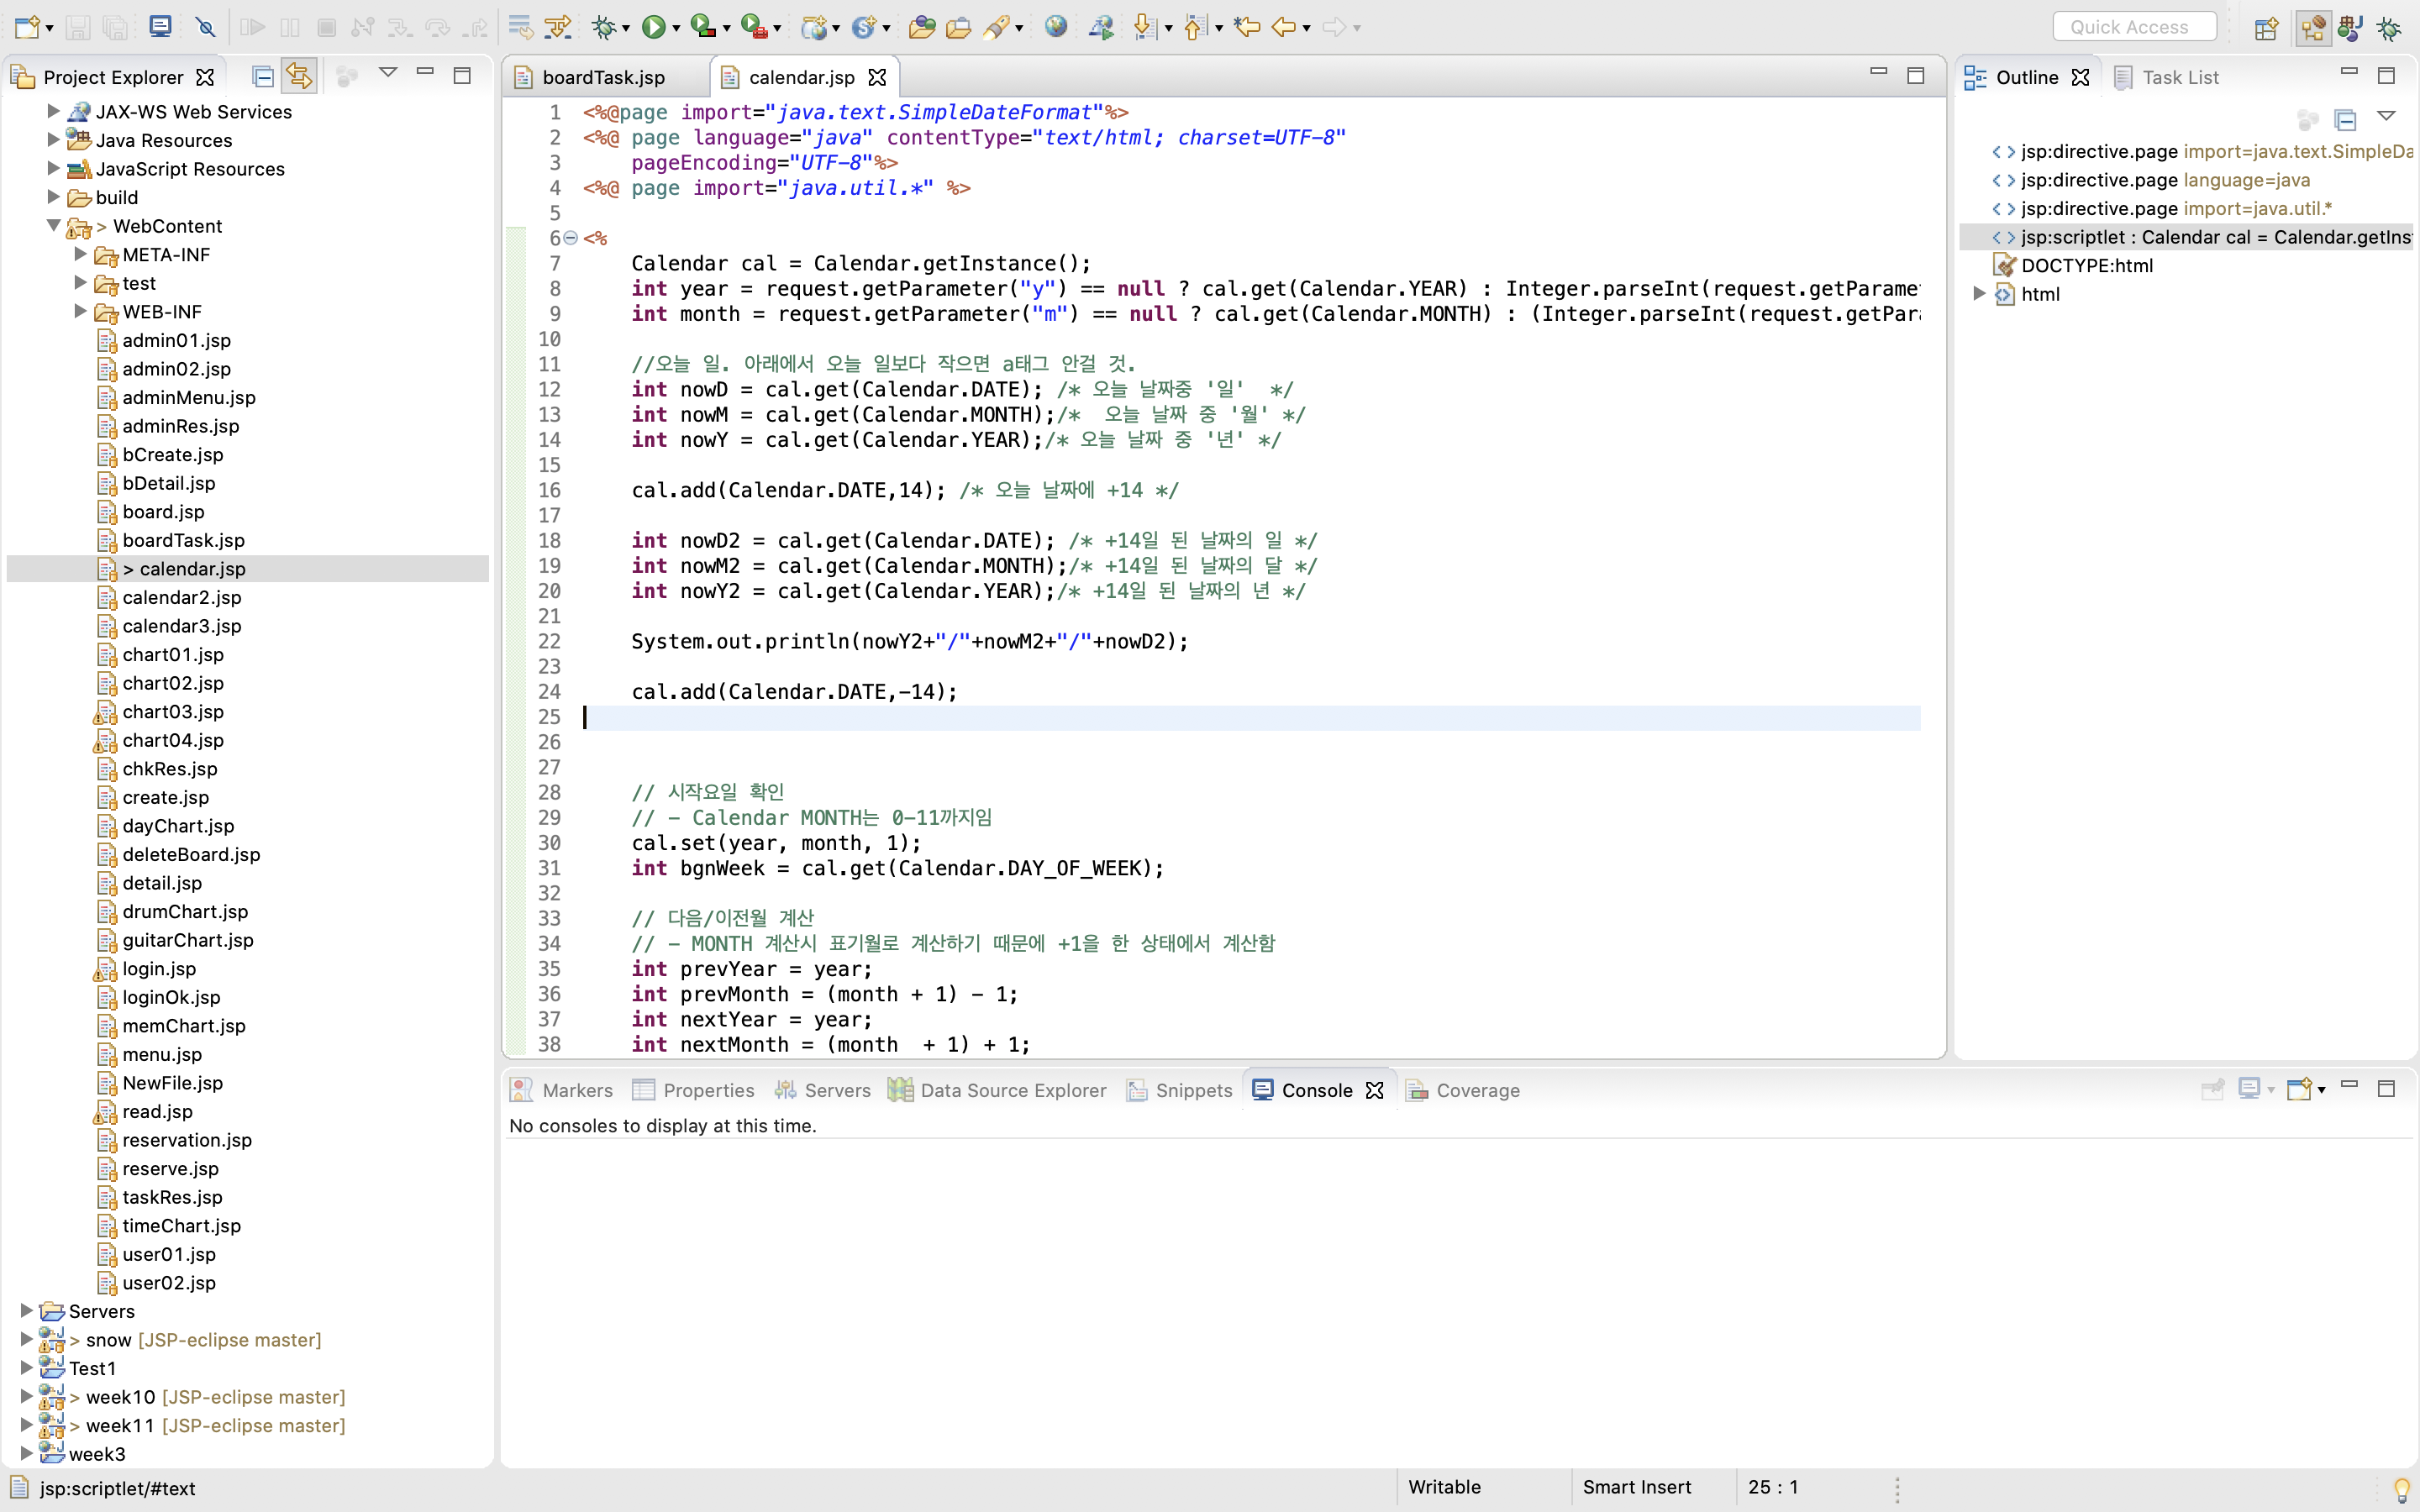 Quick Access
Project Explorer
JAX-WS Web Services
Java Resources
JavaScript Resources
build
> WebContent
META-INF
test
WEB-INF
admin01.jsp
admin02.jsp
adminMenu.jsp
adminRes.jsp
bCreate.jsp
bDetail.jsp
board.jsp
boardTask.jsp
> calendar.jsp
calendar2.jsp
calendar3.jsp
chart01.jsp
chart02.jsp
chart03.jsp
chart04.jsp
chkRes.jsp
create.jsp
dayChart.jsp
deleteBoard.jsp
detail.jsp
drumChart.jsp
guitarChart.jsp
login.jsp
loginOk.jsp
memChart.jsp
menu.jsp
NewFile.jsp
read.jsp
reservation.jsp
reserve.jsp
taskRes.jsp
timeChart.jsp
user01.jsp
user02.jsp
Servers
> snow [JSP-eclipse master]
Test1
> week10 [JSP-eclipse master]
> week11 [JSP-eclipse master]
week3
boardTask.jsp calendar.jsp
1 <%@page import="java.text.SimpleDateFormat"%>
2 <%@ page language="java" contentType="text/html; charset=UTF-8"
3 pageEncoding="UTF-8"%>
4 <%@ page import="java.util.*" %>
5
6 <%
7 Calendar cal = Calendar.getInstance();
8 int year = request.getParameter("y") == null ? cal.get(Calendar.YEAR) : Integer.parseInt(request.getParame
9 int month = request.getParameter("m") == null ? cal.get(Calendar.MONTH) : (Integer.parseInt(request.getPar
10
11 //오늘 일. 아래에서 오늘 일보다 작으면 a태그 안걸 것.
12 int nowD = cal.get(Calendar.DATE); /* 오늘 날짜중 '일' */
13 int nowM = cal.get(Calendar.MONTH);/* 오늘 날짜 중 '월' */
14 int nowY = cal.get(Calendar.YEAR);/* 오늘 날짜 중 '년' */
15
16 cal.add(Calendar.DATE,14); /* 오늘 날짜에 +14 */
17
18 int nowD2 = cal.get(Calendar.DATE); /* +14일 된 날짜의 일 */
19 int nowM2 = cal.get(Calendar.MONTH);/* +14일 된 날짜의 달 */
20 int nowY2 = cal.get(Calendar.YEAR);/* +14일 된 날짜의 년 */
21
22 System.out.println(nowY2+"/"+nowM2+"/"+nowD2);
23
24 cal.add(Calendar.DATE,-14);
25
26
27
28 // 시작요일 확인
29 // - Calendar MONTH는 0-11까지임
30 cal.set(year, month, 1);
31 int bgnWeek = cal.get(Calendar.DAY_OF_WEEK);
32
33 // 다음/이전월 계산
34 // - MONTH 계산시 표기월로 계산하기 때문에 +1을 한 상태에서 계산함
35 int prevYear = year;
36 int prevMonth = (month + 1) - 1;
37 int nextYear = year;
38 int nextMonth = (month + 1) + 1;
Outline Task List
jsp:directive.page import=java.text.SimpleDa
jsp:directive.page language=java
jsp:directive.page import=java.util.*
jsp:scriptlet : Calendar cal = Calendar.getIns
DOCTYPE:html
html
Markers Properties Servers Data Source Explorer Snippets Console Coverage
No consoles to display at this time.
jsp:scriptlet/#text Writable Smart Insert 25 : 1